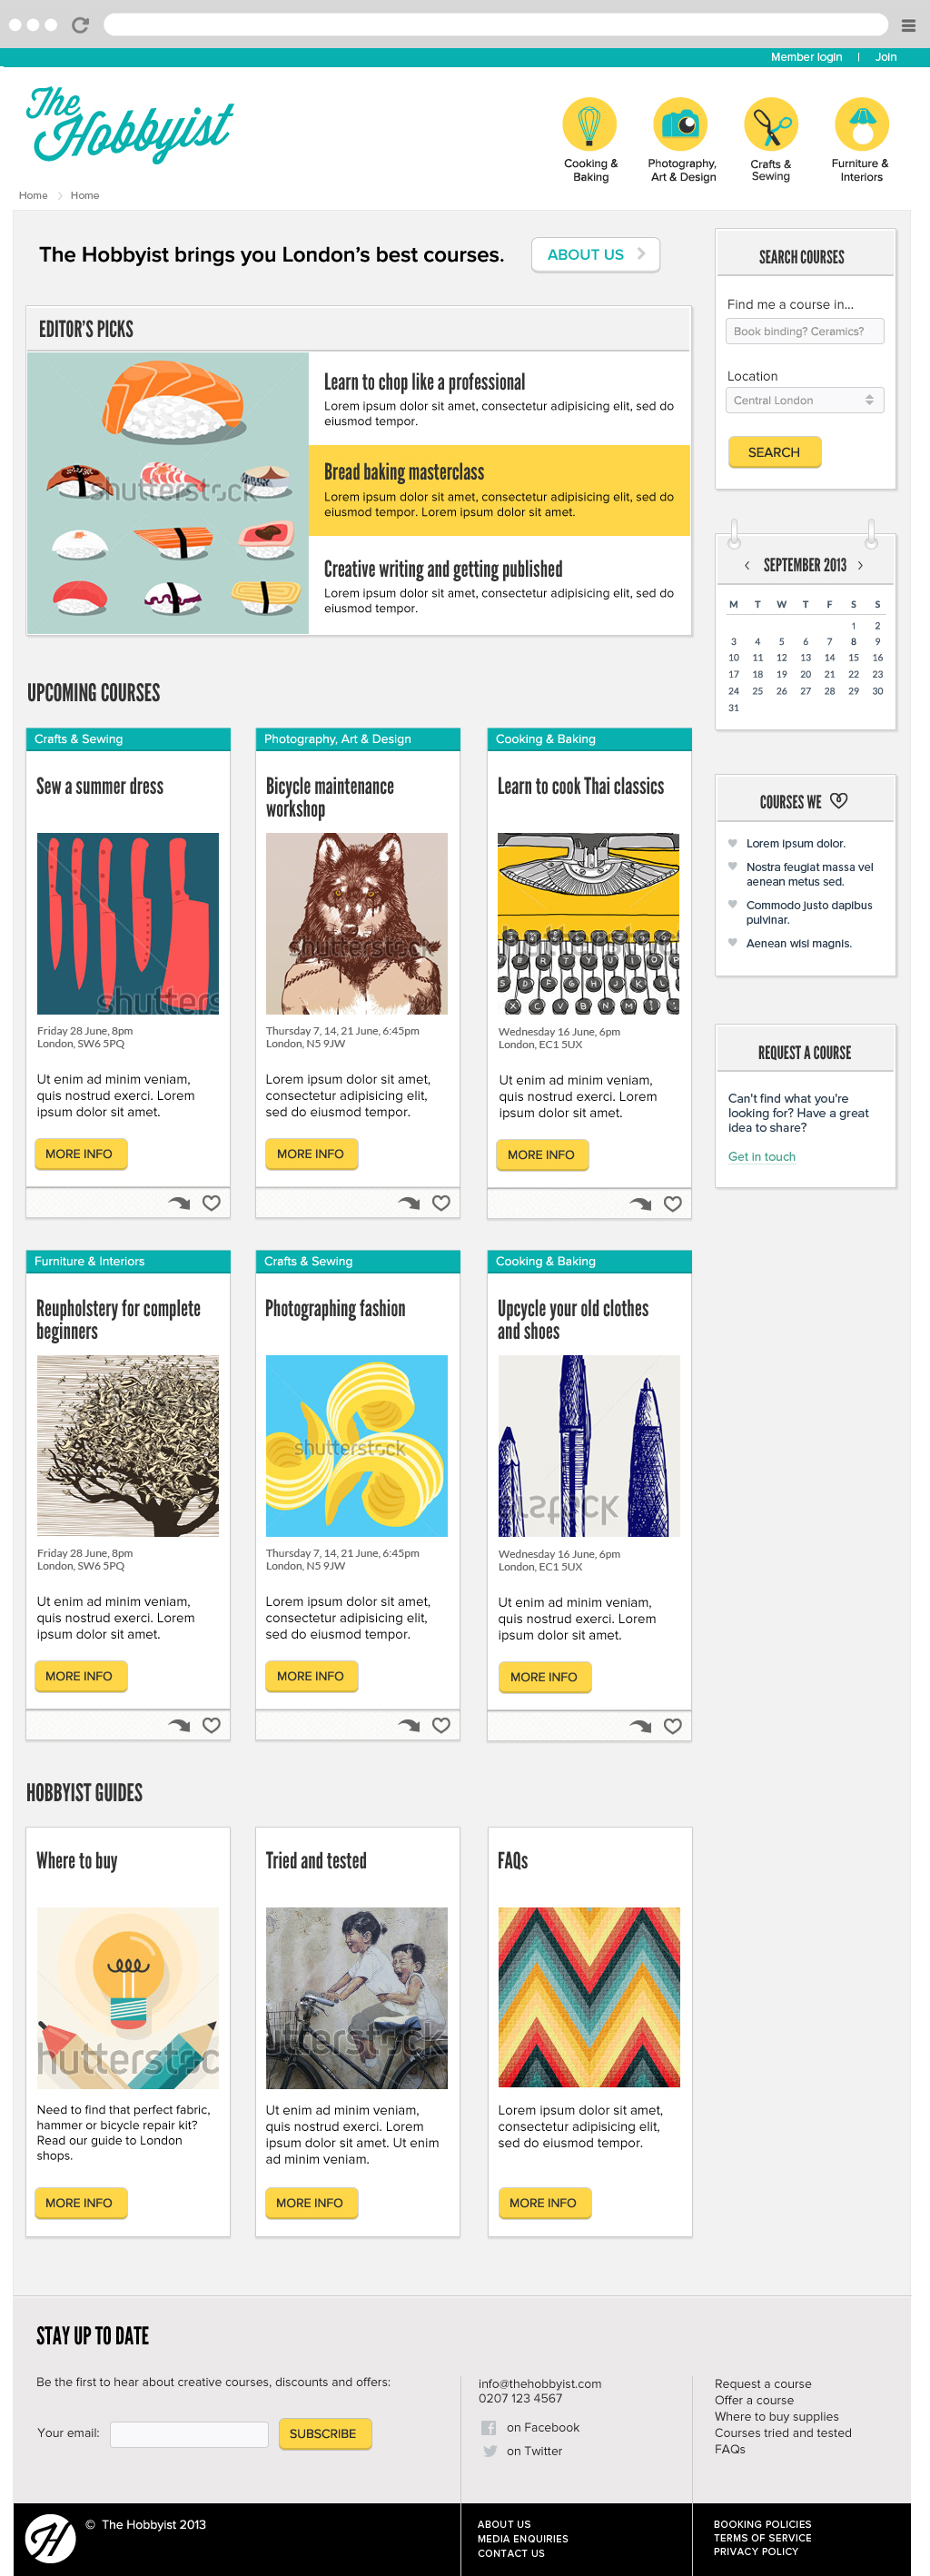 Member login | Join
The
Hobbyist
Cooking &
Baking
Photography,
Art & Design
Crafts &
Sewing
Furniture &
Interiors
Home > Home
The Hobbyist brings you London's best courses.
ABOUT US >
EDITOR'S PICKS
shutterstock
Learn to chop like a professional
Lorem ipsum dolor sit amet, consectetur adipisicing elit, sed do
eiusmod tempor.
Bread baking masterclass
Lorem ipsum dolor sit amet, consectetur adipisicing elit, sed do
eiusmod tempor. Lorem ipsum dolor sit amet.
Creative writing and getting published
Lorem ipsum dolor sit amet, consectetur adipisicing elit, sed do
eiusmod tempor.
SEARCH COURSES
Find me a course in...
Book binding? Ceramics?
Location
Central London
SEARCH
< SEPTEMBER 2013 >
M T W T F S S
1 2
3 4 5 6 7 8 9
10 11 12 13 14 15 16
17 18 19 20 21 22 23
24 25 26 27 28 29 30
31
COURSES WE
Lorem ipsum dolor.
Nostra feugiat massa vel
aenean metus sed.
Commodo justo dapibus
pulvinar.
Aenean wisi magnis.
REQUEST A COURSE
Can't find what you're
looking for? Have a great
idea to share?
Get in touch
UPCOMING COURSES
Crafts & Sewing
Sew a summer dress
shutters
Friday 28 June, 8pm
London, SW6 5PQ
Ut enim ad minim veniam,
quis nostrud exerci. Lorem
ipsum dolor sit amet.
MORE INFO
Photography, Art & Design
Bicycle maintenance
workshop
shutterstock
Thursday 7, 14, 21 June, 6:45pm
London, N5 9JW
Lorem ipsum dolor sit amet,
consectetur adipisicing elit,
sed do eiusmod tempor.
MORE INFO
Cooking & Baking
Learn to cook Thai classics
E R T Y U I O
S D F G H K L
X C V B N M
Wednesday 16 June, 6pm
London, EC1 5UX
Ut enim ad minim veniam,
quis nostrud exerci. Lorem
ipsum dolor sit amet.
MORE INFO
Furniture & Interiors
Reupholstery for complete
beginners
Friday 28 June, 8pm
London, SW6 5PQ
Ut enim ad minim veniam,
quis nostrud exerci. Lorem
ipsum dolor sit amet.
MORE INFO
Crafts & Sewing
Photographing fashion
shutterstock
Thursday 7, 14, 21 June, 6:45pm
London, N5 9JW
Lorem ipsum dolor sit amet,
consectetur adipisicing elit,
sed do eiusmod tempor.
MORE INFO
Cooking & Baking
Upcycle your old clothes
and shoes
Wednesday 16 June, 6pm
London, EC1 5UX
Ut enim ad minim veniam,
quis nostrud exerci. Lorem
ipsum dolor sit amet.
MORE INFO
HOBBYIST GUIDES
Where to buy
hutterstoc
Need to find that perfect fabric,
hammer or bicycle repair kit?
Read our guide to London
shops.
MORE INFO
Tried and tested
utterstock
Ut enim ad minim veniam,
quis nostrud exerci. Lorem
ipsum dolor sit amet. Ut enim
ad minim veniam.
MORE INFO
FAQs
Lorem ipsum dolor sit amet,
consectetur adipisicing elit,
sed do eiusmod tempor.
MORE INFO
STAY UP TO DATE
Be the first to hear about creative courses, discounts and offers:
Your email:
SUBSCRIBE
info@thehobbyist.com
0207 123 4567
on Facebook
on Twitter
Request a course
Offer a course
Where to buy supplies
Courses tried and tested
FAQs
H
© The Hobbyist 2013
ABOUT US
MEDIA ENQUIRIES
CONTACT US
BOOKING POLICIES
TERMS OF SERVICE
PRIVACY POLICY